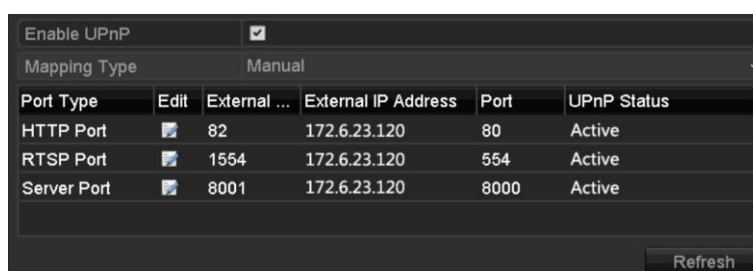 Enable UPnP
Mapping Type Manual
Port Type Edit External ... External IP Address Port UPnP Status
HTTP Port 82 172.6.23.120 80 Active
RTSP Port 1554 172.6.23.120 554 Active
Server Port 8001 172.6.23.120 8000 Active
Refresh